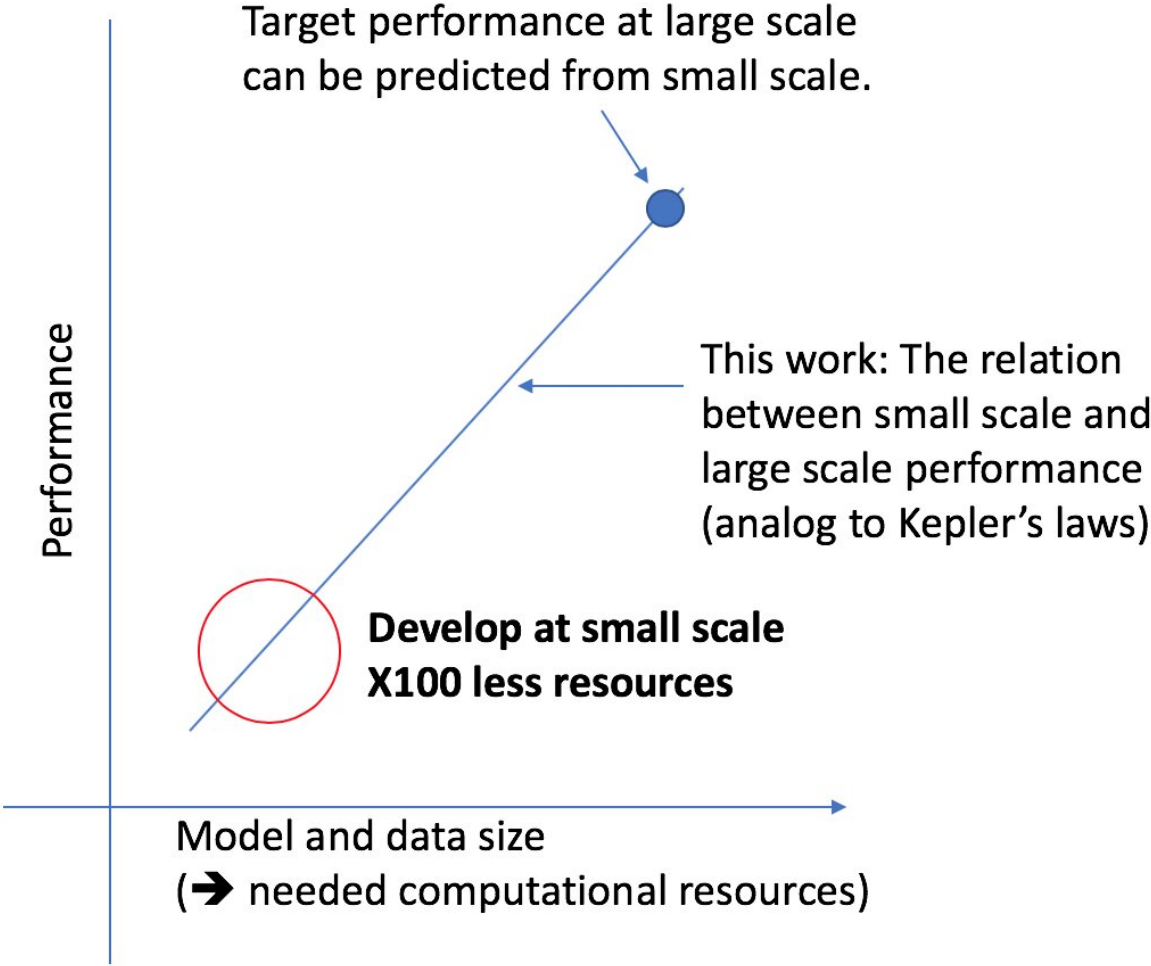 Target performance at large scale
can be predicted from small scale.
Performance
This work: The relation
between small scale and
large scale performance
(analog to Kepler’s laws)
Develop at small scale
X100 less resources
Model and data size
(➔ needed computational resources)